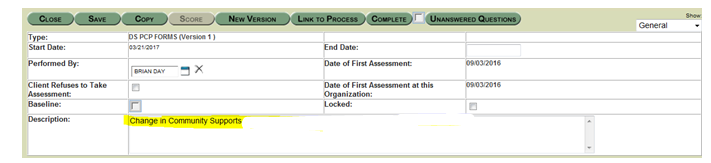 Show
CLOSE SAVE COPY SCORE NEW VERSION LINK TO PROCESS COMPLETE UNANSWERED QUESTIONS General
Type: DS PCP FORMS (Version 1 )
Start Date: 03/21/2017 End Date:
Performed By: BRIAN DAY Date of First Assessment: 09/03/2016
Client Refuses to Take Date of First Assessment at this 09/03/2016
Assessment: Organization:
Baseline: Locked:
Description: Change in Community Supports